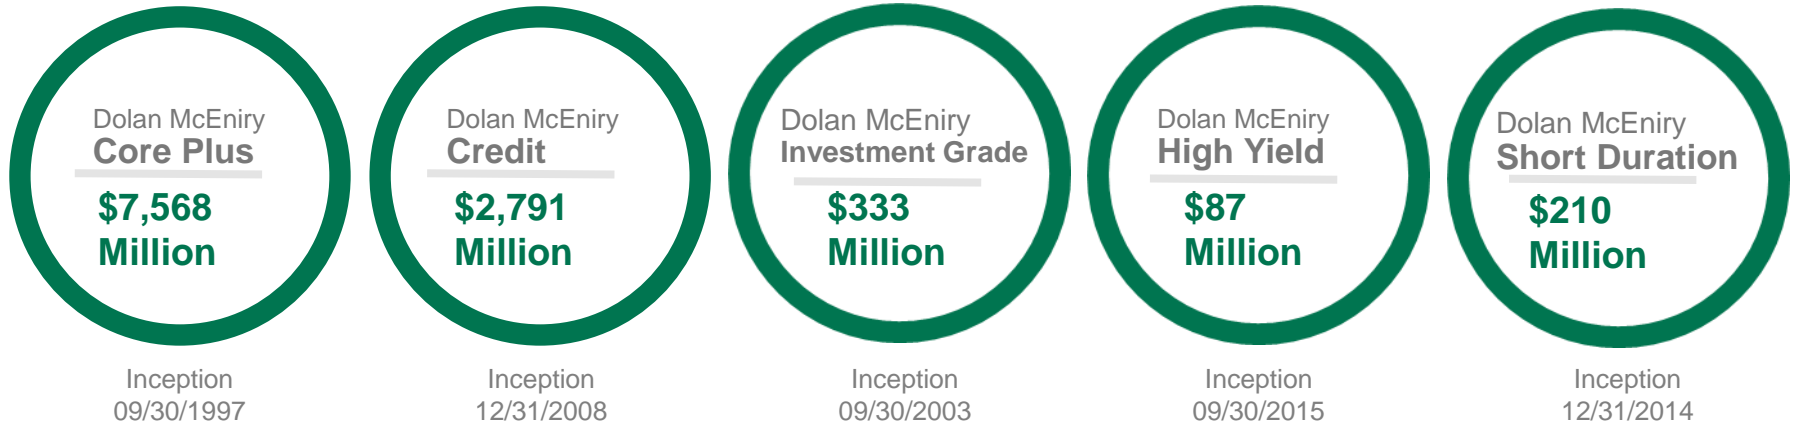 Dolan McEniry
Core Plus
$7,568
Million
Inception
09/30/1997
Dolan McEniry
Credit
$2,791
Million
Inception
12/31/2008
Dolan McEniry
Investment Grade
$333
Million
Inception
09/30/2003
Dolan McEniry
High Yield
$87
Million
Inception
09/30/2015
Dolan McEniry
Short Duration
$210
Million
Inception
12/31/2014